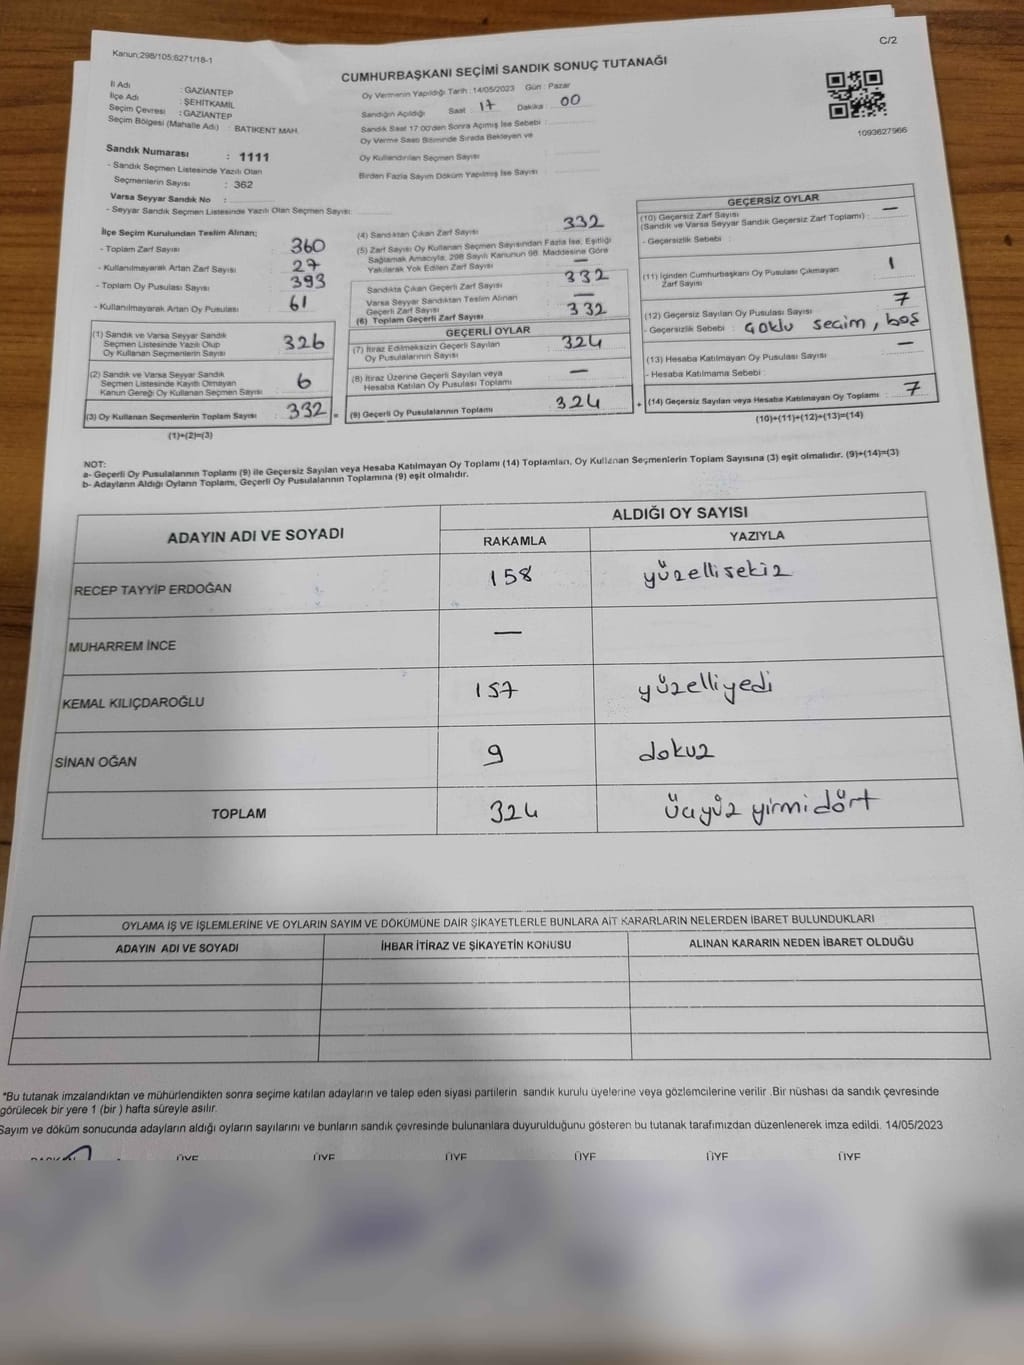 Kanun;298/105;6271/18-1
C/2
CUMHURBAŞKANI SEÇİMİ SANDIK SONUÇ TUTANAĞI
İl Adı : GAZİANTEP
İlçe Adı : ŞEHİTKAMİL
Seçim Çevresi : GAZİANTEP
Seçim Bölgesi (Mahalle Adı) : BATIKENT MAH.
Oy Vermenin Yapıldığı Tarih :14/05/2023 Gün : Pazar
Sandığın Açıldığı Saat : 17 Dakika : 00
Sandık Saat 17:00'den Sonra Açımış İse Sebebi :
Oy Verme Saati Bitiminde Sırada Bekleyen ve
Oy Kullandırılan Seçmen Sayısı :
Birden Fazla Sayım Döküm Yapılmış İse Sayısı :
1093627966
Sandık Numarası : 1111
- Sandık Seçmen Listesinde Yazılı Olan
Seçmenlerin Sayısı : 362
Varsa Seyyar Sandık No :
- Seyyar Sandık Seçmen Listesinde Yazılı Olan Seçmen Sayısı:
İlçe Seçim Kurulundan Teslim Alınan;
- Toplam Zarf Sayısı : 360
- Kullanılmayarak Artan Zarf Sayısı : 27
- Toplam Oy Pusulası Sayısı : 393
- Kullanılmayarak Artan Oy Pusulası : 61
(1) Sandık ve Varsa Seyyar Sandık
Seçmen Listesinde Yazılı Olup
Oy Kullanan Seçmenlerin Sayısı : 326
(2) Sandık ve Varsa Seyyar Sandık
Seçmen Listesinde Kayıtlı Olmayan
Kanun Gereği Oy Kullanan Seçmen Sayısı : 6
(3) Oy Kullanan Seçmenlerin Toplam Sayısı : 332 =
(1)+(2)=(3)
(4) Sandıktan Çıkan Zarf Sayısı : 332
(5) Zarf Sayısı Oy Kullanan Seçmen Sayısından Fazla İse, Eşitliği
Sağlamak Amacıyla, 298 Sayılı Kanunun 98. Maddesine Göre
Yakılarak Yok Edilen Zarf Sayısı : —
Sandıkta Çıkan Geçerli Zarf Sayısı : 332
Varsa Seyyar Sandıktan Teslim Alınan
Geçerli Zarf Sayısı : —
(6) Toplam Geçerli Zarf Sayısı : 332
GEÇERLİ OYLAR
(7) İtiraz Edilmeksizin Geçerli Sayılan
Oy Pusulalarının Sayısı : 324
(8) İtiraz Üzerine Geçerli Sayılan veya
Hesaba Katılan Oy Pusulası Toplamı : —
(9) Geçerli Oy Pusulalarının Toplamı : 324 +
GEÇERSİZ OYLAR
(10) Geçersiz Zarf Sayısı
(Sandık ve Varsa Seyyar Sandık Geçersiz Zarf Toplamı) : —
- Geçersizlik Sebebi :
(11) İçinden Cumhurbaşkanı Oy Pusulası Çıkmayan
Zarf Sayısı : 1
(12) Geçersiz Sayılan Oy Pusulası Sayısı : 7
- Geçersizlik Sebebi : Çoklu seçim, boş
(13) Hesaba Katılmayan Oy Pusulası Sayısı : —
- Hesaba Katılmama Sebebi :
(14) Geçersiz Sayılan veya Hesaba Katılmayan Oy Toplamı : 7
(10)+(11)+(12)+(13)=(14)
NOT:
a- Geçerli Oy Pusulalarının Toplamı (9) ile Geçersiz Sayılan veya Hesaba Katılmayan Oy Toplamı (14) Toplamları, Oy Kullanan Seçmenlerin Toplam Sayısına (3) eşit olmalıdır. (9)+(14)=(3)
b- Adayların Aldığı Oyların Toplamı, Geçerli Oy Pusulalarının Toplamına (9) eşit olmalıdır.
ADAYIN ADI VE SOYADI
ALDIĞI OY SAYISI
RAKAMLA YAZIYLA
RECEP TAYYİP ERDOĞAN 158 yüzellisekiz
MUHARREM İNCE —
KEMAL KILIÇDAROĞLU 157 yüzelliyedi
SİNAN OĞAN 9 dokuz
TOPLAM 324 üçyüz yirmi dört
OYLAMA İŞ VE İŞLEMLERİNE VE OYLARIN SAYIM VE DÖKÜMÜNE DAİR ŞİKAYETLERLE BUNLARA AİT KARARLARIN NELERDEN İBARET BULUNDUKLARI
ADAYIN ADI VE SOYADI İHBAR İTİRAZ VE ŞİKAYETİN KONUSU ALINAN KARARIN NEDEN İBARET OLDUĞU
*Bu tutanak imzalandıktan ve mühürlendikten sonra seçime katılan adayların ve talep eden siyasi partilerin sandık kurulu üyelerine veya gözlemcilerine verilir .Bir nüshası da sandık çevresinde
görülecek bir yere 1 (bir ) hafta süreyle asılır.
Sayım ve döküm sonucunda adayların aldığı oyların sayılarını ve bunların sandık çevresinde bulunanlara duyurulduğunu gösteren bu tutanak tarafımızdan düzenlenerek imza edildi. 14/05/2023
ÜYE ÜYE ÜYE ÜYE ÜYE ÜYE